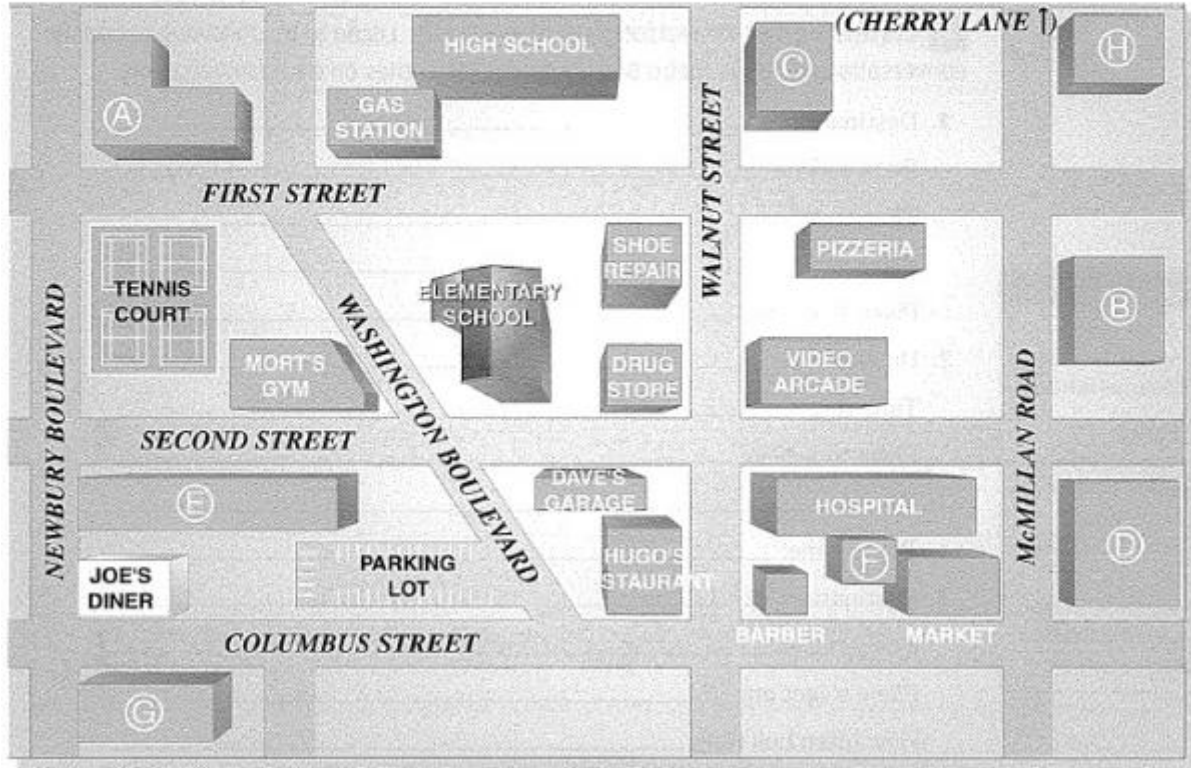 (CHERRY LANE ↑)
HIGH SCHOOL
C
H
A
GAS
STATION
FIRST STREET
WALNUT STREET
SHOE
REPAIR
PIZZERIA
TENNIS
COURT
ELEMENTARY
SCHOOL
B
NEWBURY BOULEVARD
WASHINGTON BOULEVARD
MORT'S
GYM
DRUG
STORE
VIDEO
ARCADE
McMILLAN ROAD
SECOND STREET
E
DAVE'S
GARAGE
HOSPITAL
D
JOE'S
DINER
PARKING
LOT
HUGO'S
STAURANT
F
BARBER
MARKET
COLUMBUS STREET
G